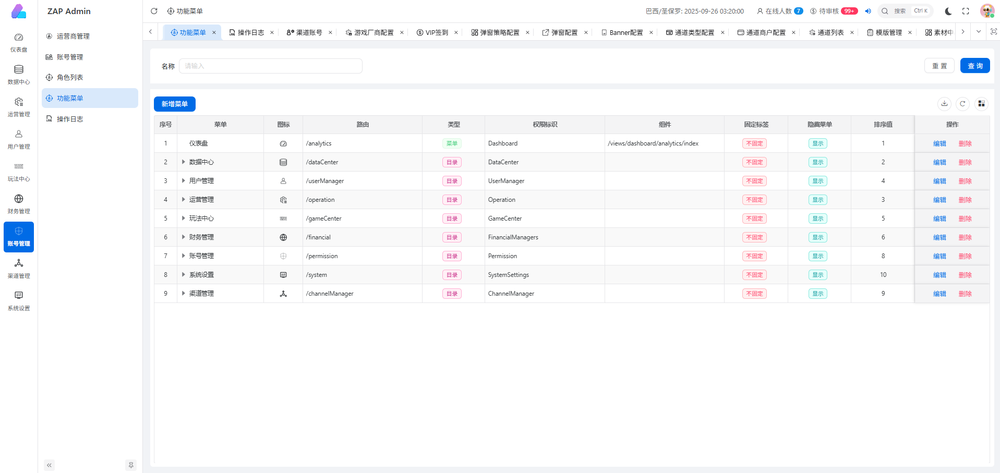 ZAP Admin
功能菜单
巴西/圣保罗: 2025-09-26 03:20:00
在线人数 7
待审核 99+
搜索 Ctrl K
仪表盘
数据中心
运营管理
用户管理
玩法中心
财务管理
账号管理
渠道管理
系统设置
运营商管理
账号管理
角色列表
功能菜单
操作日志
功能菜单 操作日志 渠道账号 游戏厂商配置 VIP签到 弹窗策略配置 弹窗配置 Banner配置 通道类型配置 通道商户配置 通道列表 模版管理 素材中
名称 请输入 重 置 查 询
新增菜单
序号 菜单 图标 路由 类型 权限标识 组件 固定标签 隐藏菜单 排序值 操作
1 仪表盘 /analytics 菜单 Dashboard /views/dashboard/analytics/index 不固定 显示 1 编辑 删除
2 数据中心 /dataCenter 目录 DataCenter 不固定 显示 2 编辑 删除
3 用户管理 /userManager 目录 UserManager 不固定 显示 4 编辑 删除
4 运营管理 /operation 目录 Operation 不固定 显示 3 编辑 删除
5 玩法中心 /gameCenter 目录 GameCenter 不固定 显示 5 编辑 删除
6 财务管理 /financial 目录 FinancialManagers 不固定 显示 6 编辑 删除
7 账号管理 /permission 目录 Permission 不固定 显示 8 编辑 删除
8 系统设置 /system 目录 SystemSettings 不固定 显示 10 编辑 删除
9 渠道管理 /channelManager 目录 ChannelManager 不固定 显示 9 编辑 删除